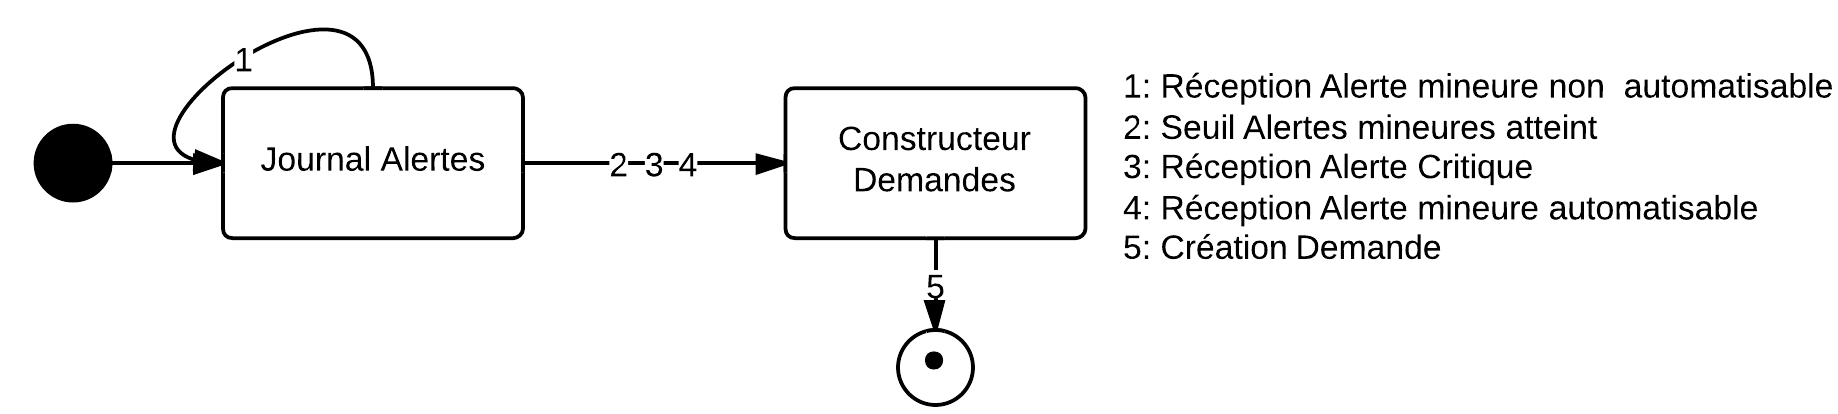 1
Journal Alertes
2-3-4
Constructeur
Demandes
5
1: Réception Alerte mineure non automatisable
2: Seuil Alertes mineures atteint
3: Réception Alerte Critique
4: Réception Alerte mineure automatisable
5: Création Demande